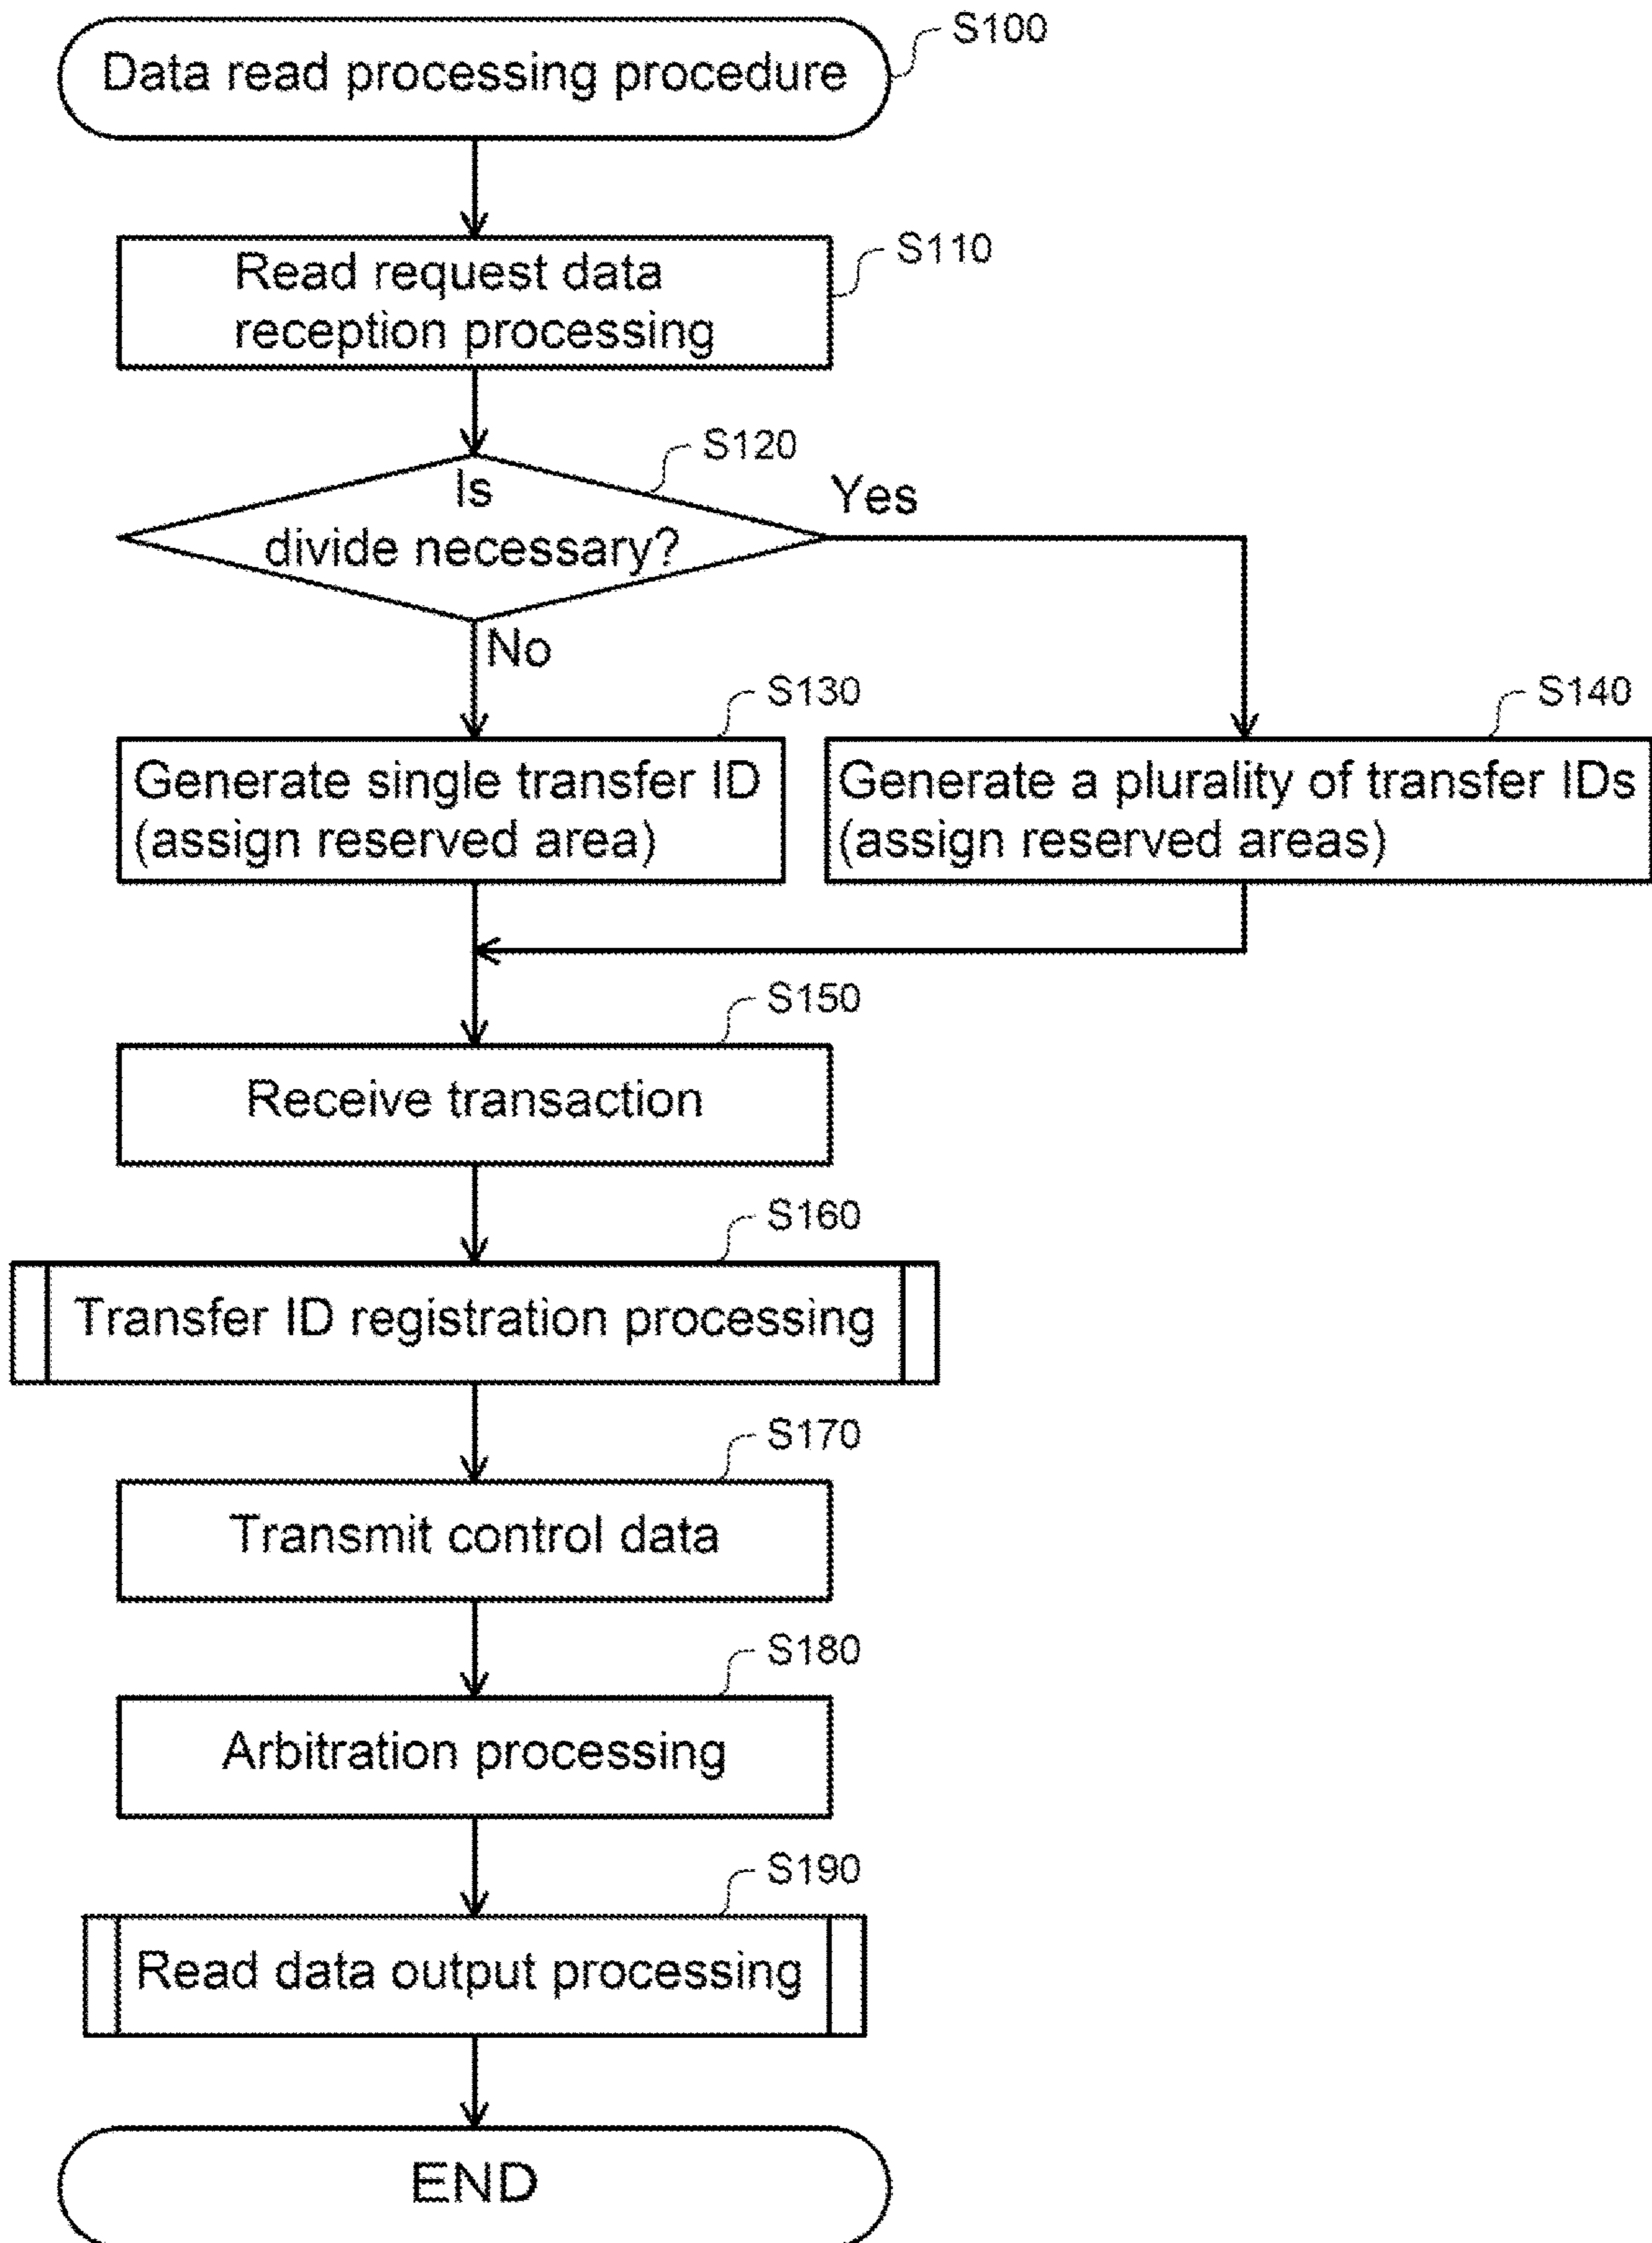 S100
Data read processing procedure
S110
Read request data
reception processing
S120
Is
divide necessary?
Yes
No
S130
Generate single transfer ID
(assign reserved area)
S140
Generate a plurality of transfer IDs
(assign reserved areas)
S150
Receive transaction
S160
Transfer ID registration processing
S170
Transmit control data
S180
Arbitration processing
S190
Read data output processing
END